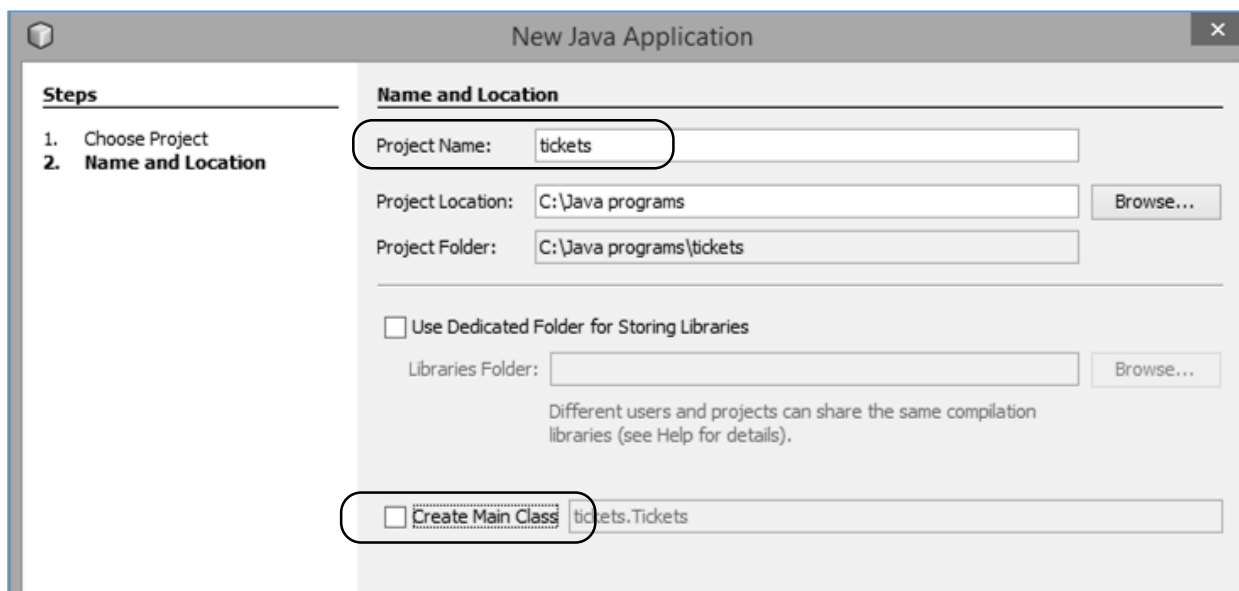 New Java Application
Steps
1. Choose Project
2. Name and Location
Name and Location
Project Name: tickets
Project Location: C:\Java programs Browse...
Project Folder: C:\Java programs\tickets
Use Dedicated Folder for Storing Libraries
Libraries Folder: Browse...
Different users and projects can share the same compilation
libraries (see Help for details).
Create Main Class tickets.Tickets